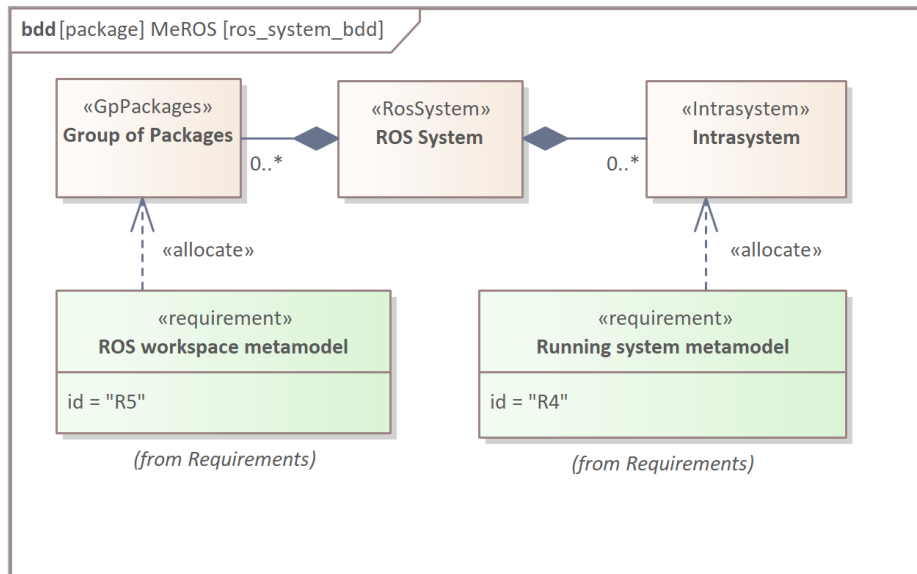 bdd [package] MeROS [ros_system_bdd]
«GpPackages»
Group of Packages
«RosSystem»
ROS System
«Intrasystem»
Intrasystem
0..*
0..*
«allocate»
«allocate»
«requirement»
ROS workspace metamodel
id = "R5"
(from Requirements)
«requirement»
Running system metamodel
id = "R4"
(from Requirements)